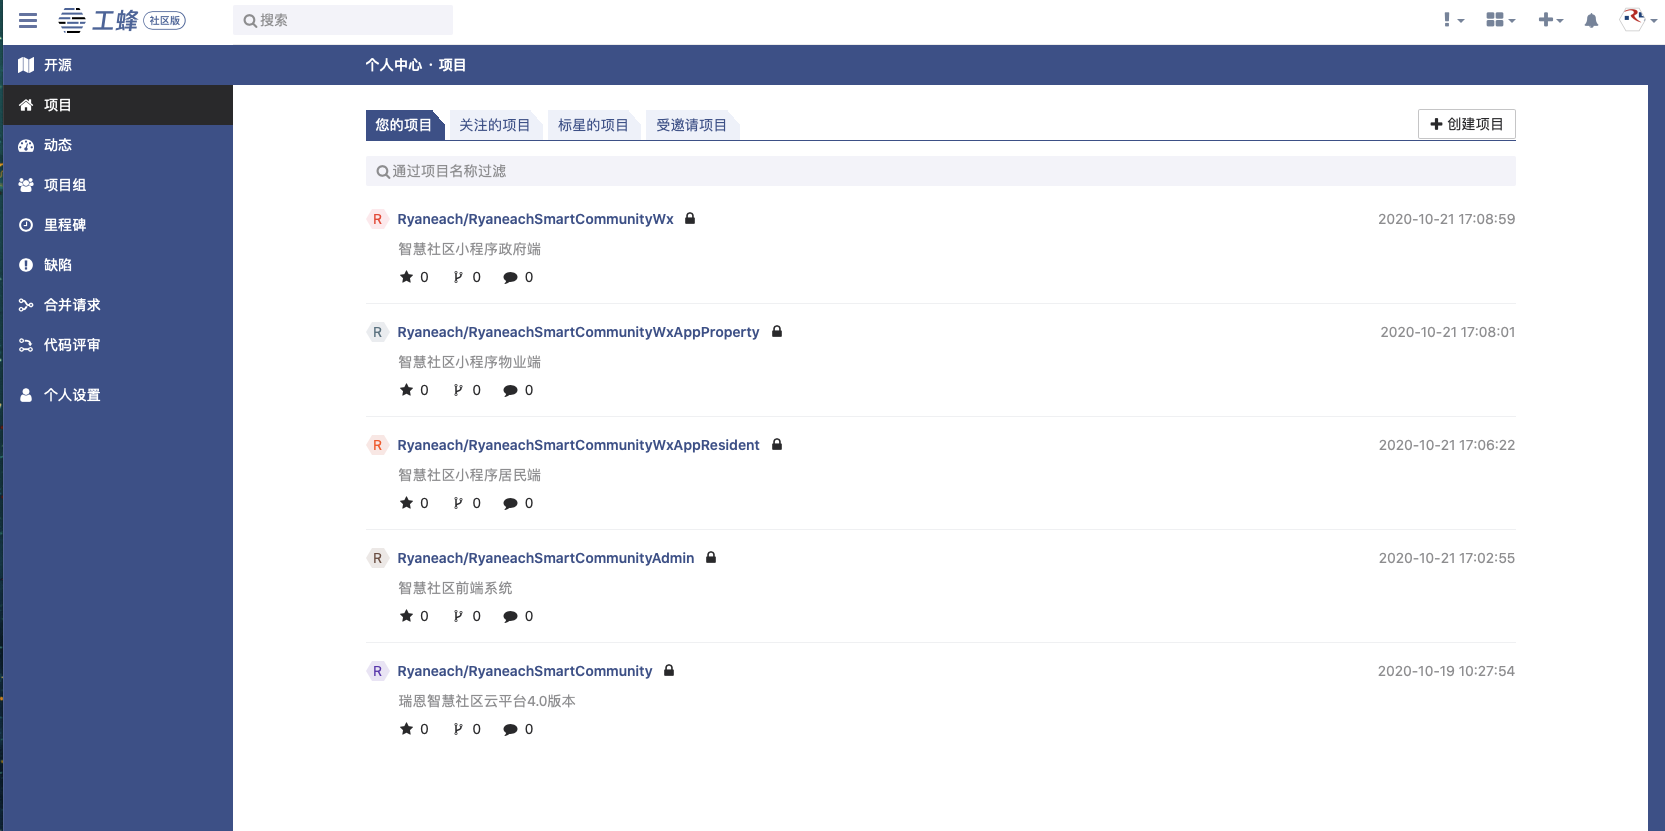 工蜂 社区版
搜索
开源
项目
动态
项目组
里程碑
缺陷
合并请求
代码评审
个人设置
个人中心 · 项目
您的项目 关注的项目 标星的项目 受邀请项目 创建项目
通过项目名称过滤
R Ryaneach/RyaneachSmartCommunityWx 2020-10-21 17:08:59
智慧社区小程序政府端
0 0 0
R Ryaneach/RyaneachSmartCommunityWxAppProperty 2020-10-21 17:08:01
智慧社区小程序物业端
0 0 0
R Ryaneach/RyaneachSmartCommunityWxAppResident 2020-10-21 17:06:22
智慧社区小程序居民端
0 0 0
R Ryaneach/RyaneachSmartCommunityAdmin 2020-10-21 17:02:55
智慧社区前端系统
0 0 0
R Ryaneach/RyaneachSmartCommunity 2020-10-19 10:27:54
瑞恩智慧社区云平台4.0版本
0 0 0